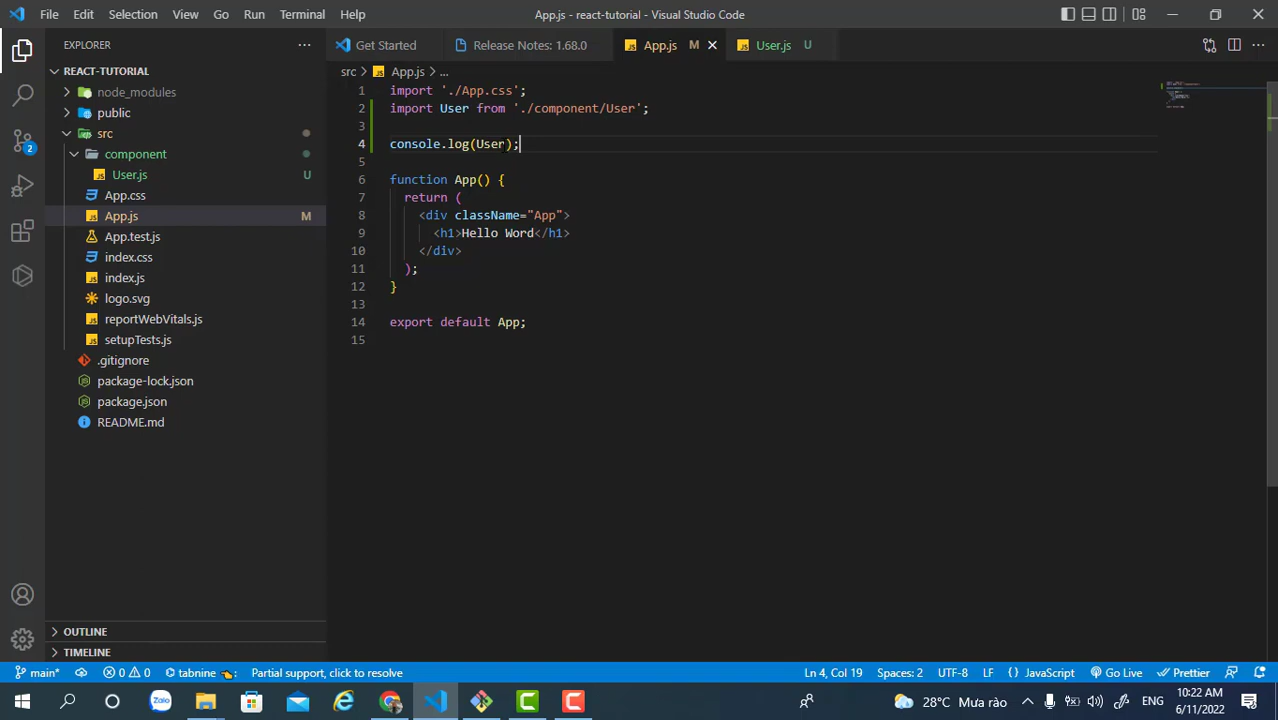 File Edit Selection View Go Run Terminal Help
App.js - react-tutorial - Visual Studio Code
EXPLORER
REACT-TUTORIAL
node_modules
public
src
component
User.js U
App.css
App.js M
App.test.js
index.css
index.js
logo.svg
reportWebVitals.js
setupTests.js
.gitignore
package-lock.json
package.json
README.md
OUTLINE
TIMELINE
2
Get Started Release Notes: 1.68.0 App.js M User.js U
src App.js ...
1 import './App.css';
2 import User from './component/User';
3
4 console.log(User);
5
6 function App() {
7 return (
8 <div className="App">
9 <h1>Hello Word</h1>
10 </div>
11 );
12 }
13
14 export default App;
15
main* 0 0 tabnine Partial support, click to resolve Ln 4, Col 19 Spaces: 2 UTF-8 LF { } JavaScript Go Live Prettier
Zalo 28°C Mưa rào ENG 10:22 AM
6/11/2022